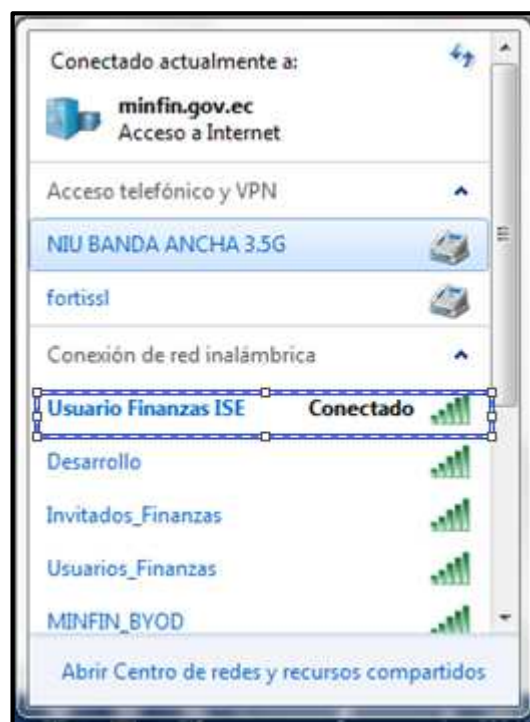 Conectado actualmente a:
minfin.gov.ec
Acceso a Internet
Acceso telefónico y VPN
NIU BANDA ANCHA 3.5G
fortissl
Conexión de red inalámbrica
Usuario Finanzas ISE Conectado
Desarrollo
Invitados_Finanzas
Usuarios_Finanzas
MINFIN_BYOD
Abrir Centro de redes y recursos compartidos